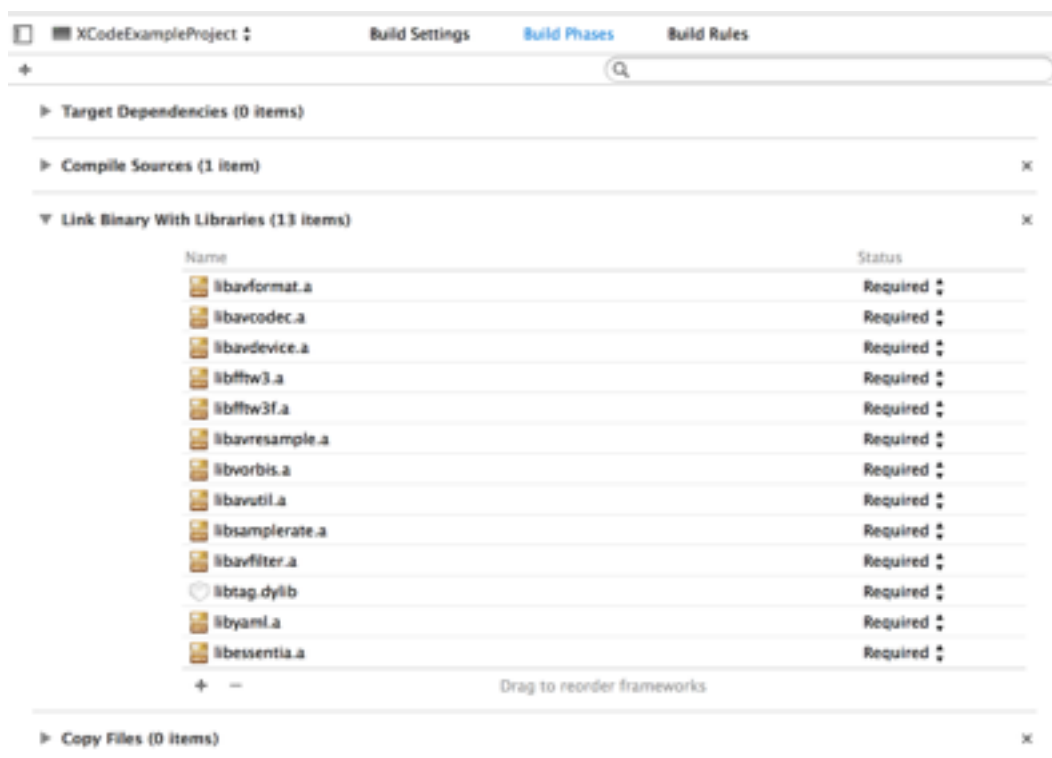 XCodeExampleProject Build Settings Build Phases Build Rules
Target Dependencies (0 items)
Compile Sources (1 item)
Link Binary With Libraries (13 items)
Name Status
libavformat.a Required
libavcodec.a Required
libavdevice.a Required
libfftw3.a Required
libfftw3f.a Required
libavresample.a Required
libvorbis.a Required
libavutil.a Required
libsamplerate.a Required
libavfilter.a Required
libtag.dylib Required
libyaml.a Required
libessentia.a Required
Drag to reorder frameworks
Copy Files (0 items)